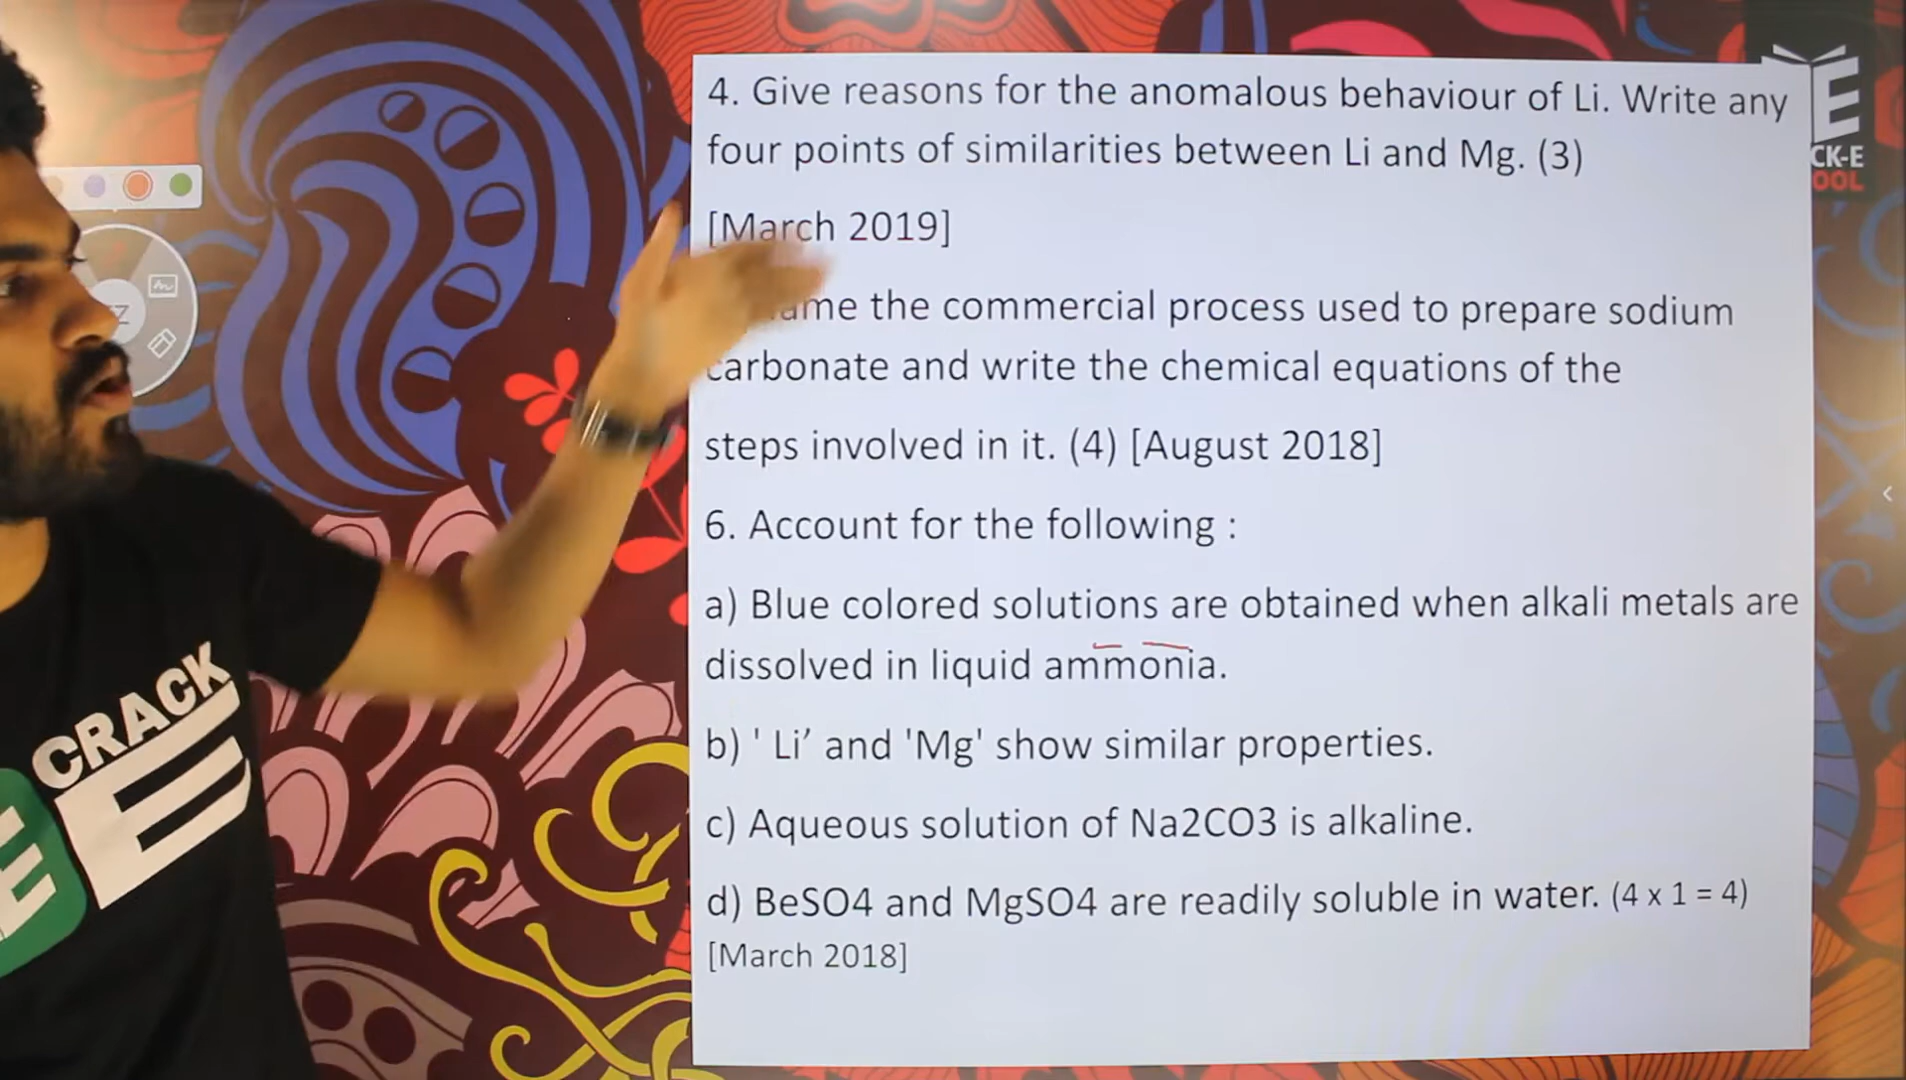 4. Give reasons for the anomalous behaviour of Li. Write any
four points of similarities between Li and Mg. (3)
[March 2019]
the commercial process used to prepare sodium
carbonate and write the chemical equations of the
steps involved in it. (4) [August 2018]
6. Account for the following :
a) Blue colored solutions are obtained when alkali metals are
dissolved in liquid ammonia.
b) ' Li’ and 'Mg' show similar properties.
c) Aqueous solution of Na2CO3 is alkaline.
d) BeSO4 and MgSO4 are readily soluble in water. (4 x 1 = 4)
[March 2018]
E
CK-E
OOL
CRACK
E
E